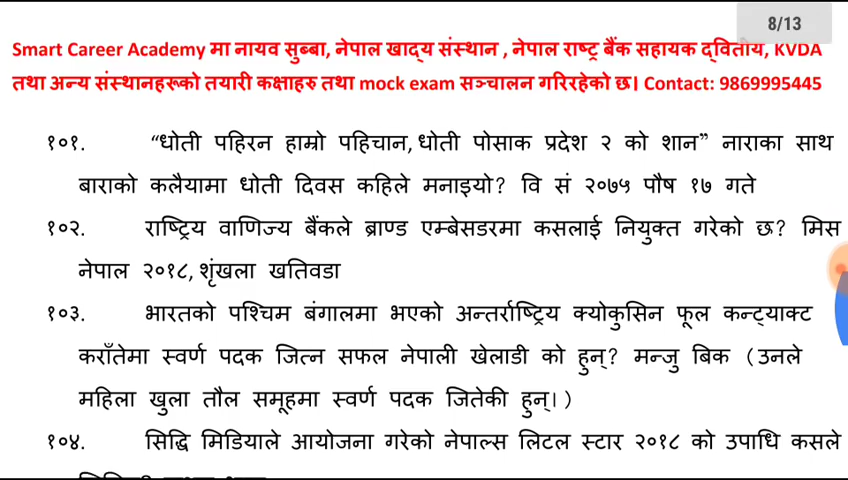 8/13
Smart Career Academy मा नायव सुब्बा, नेपाल खाद्य संस्थान , नेपाल राष्ट्र बैंक सहायक द्वितीय, KVDA
तथा अन्य संस्थानहरूको तयारी कक्षाहरु तथा mock exam सञ्चालन गरिरहेको छ। Contact: 9869995445
१०१. “धोती पहिरन हाम्रो पहिचान, धोती पोसाक प्रदेश २ को शान” नाराका साथ
बाराको कलैयामा धोती दिवस कहिले मनाइयो? वि सं २०७५ पौष १७ गते
१०२. राष्ट्रिय वाणिज्य बैंकले ब्राण्ड एम्बेसडरमा कसलाई नियुक्त गरेको छ? मिस
नेपाल २०१८, शृंखला खतिवडा
१०३. भारतको पश्चिम बंगालमा भएको अन्तर्राष्ट्रिय क्योकुसिन फूल कन्ट्याक्ट
कराँतेमा स्वर्ण पदक जित्न सफल नेपाली खेलाडी को हुन्? मन्जु बिक (उनले
महिला खुला तौल समूहमा स्वर्ण पदक जितेकी हुन्।)
१०४. सिद्धि मिडियाले आयोजना गरेको नेपाल्स लिटल स्टार २०१८ को उपाधि कसले